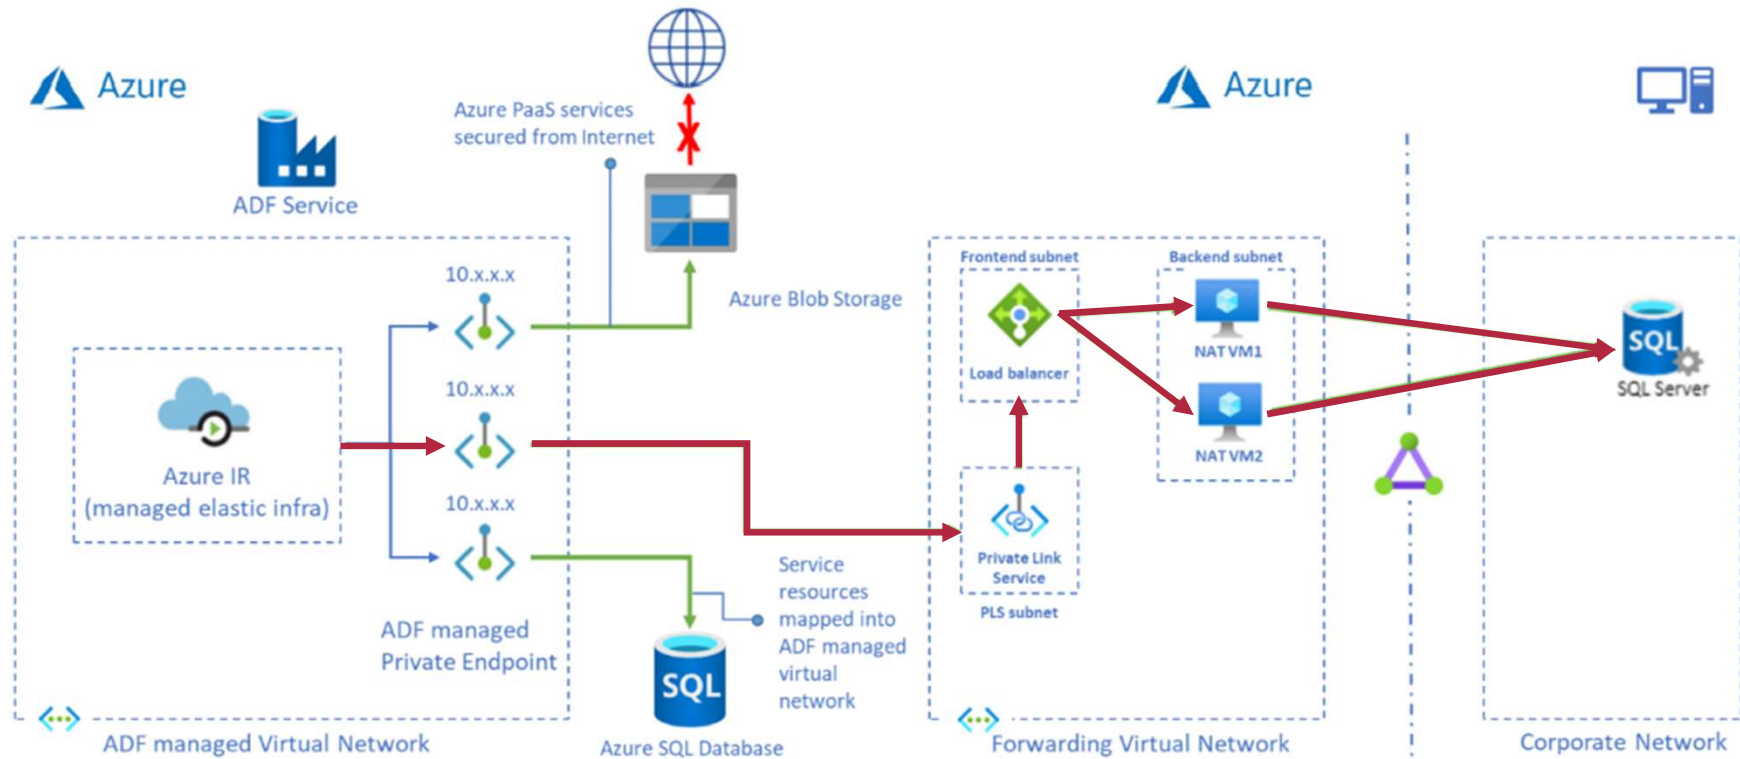 Azure
ADF Service
Azure PaaS services
secured from Internet
Azure Blob Storage
10.x.x.x
10.x.x.x
10.x.x.x
Azure IR
(managed elastic infra)
ADF managed
Private Endpoint
ADF managed Virtual Network
SQL
Azure SQL Database
Service
resources
mapped into
ADF managed
virtual
network
Azure
Frontend subnet
Load balancer
Backend subnet
NAT VM1
NAT VM2
Private Link
Service
PLS subnet
Forwarding Virtual Network
SQL
SQL Server
Corporate Network